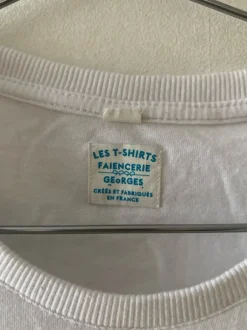 LES T-SHIRTS
FAIENCERIE
GEORGES
CRÉÉS ET FABRIQUÉS
EN FRANCE